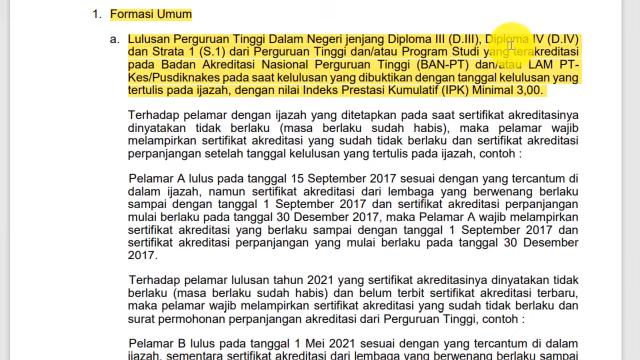 1. Formasi Umum
a. Lulusan Perguruan Tinggi Dalam Negeri jenjang Diploma III (D.III), Diploma IV (D.IV)
dan Strata 1 (S.1) dari Perguruan Tinggi dan/atau Program Studi yang terakreditasi
pada Badan Akreditasi Nasional Perguruan Tinggi (BAN-PT) dan/atau LAM PT-
Kes/Pusdiknakes pada saat kelulusan yang dibuktikan dengan tanggal kelulusan yang
tertulis pada ijazah, dengan nilai Indeks Prestasi Kumulatif (IPK) Minimal 3,00.
Terhadap pelamar dengan ijazah yang ditetapkan pada saat sertifikat akreditasinya
dinyatakan tidak berlaku (masa berlaku sudah habis), maka pelamar wajib
melampirkan sertifikat akreditasi yang sudah tidak berlaku dan sertifikat akreditasi
perpanjangan setelah tanggal kelulusan yang tertulis pada ijazah, contoh :
Pelamar A lulus pada tanggal 15 September 2017 sesuai dengan yang tercantum di
dalam ijazah, namun sertifikat akreditasi dari lembaga yang berwenang berlaku
sampai dengan tanggal 1 September 2017 dan sertifikat akreditasi perpanjangan
mulai berlaku pada tanggal 30 Desember 2017, maka Pelamar A wajib melampirkan
sertifikat akreditasi yang berlaku sampai dengan tanggal 1 September 2017 dan
sertifikat akreditasi perpanjangan yang mulai berlaku pada tanggal 30 Desember
2017.
Terhadap pelamar lulusan tahun 2021 yang sertifikat akreditasinya dinyatakan tidak
berlaku (masa berlaku sudah habis) dan belum terbit sertifikat akreditasi terbaru,
maka pelamar wajib melampirkan sertifikat akreditasi yang sudah tidak berlaku dan
surat permohonan perpanjangan akreditasi dari Perguruan Tinggi, contoh :
Pelamar B lulus pada tanggal 1 Mei 2021 sesuai dengan yang tercantum di dalam
ijazah, sementara sertifikat akreditasi dari lembaga yang berwenang berlaku sampai